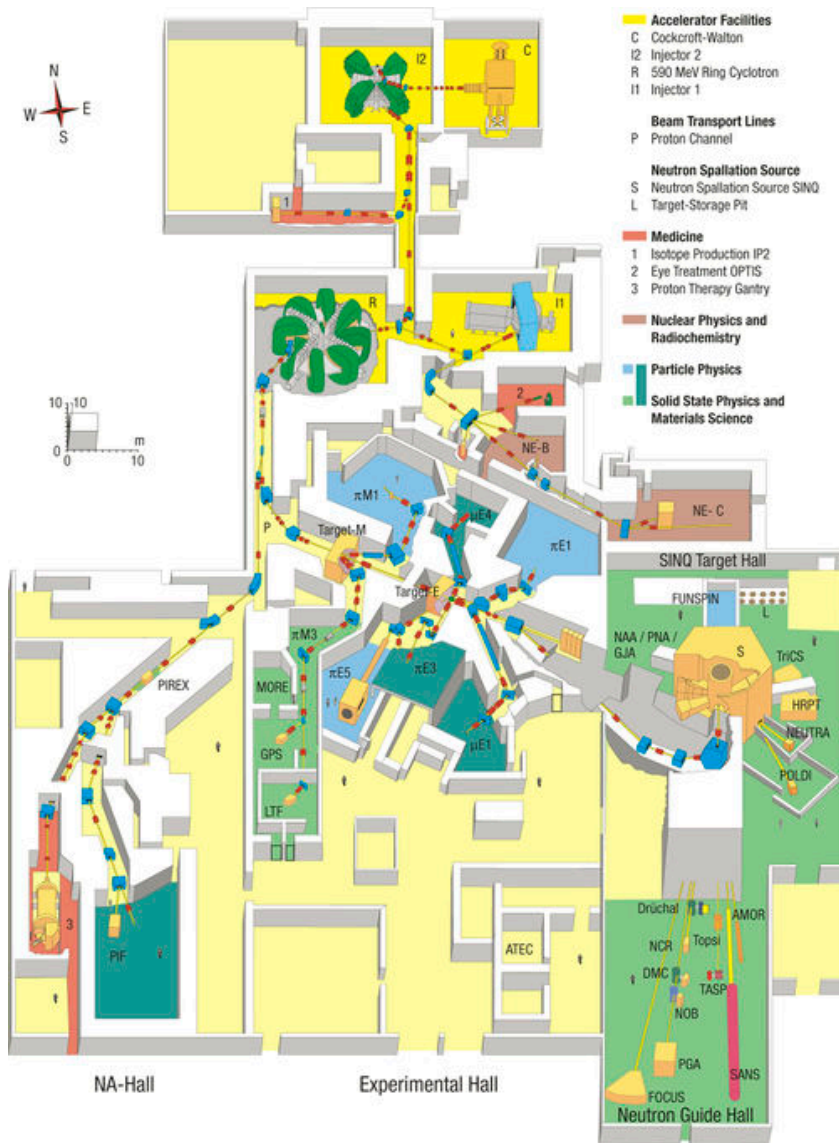 Accelerator Facilities
C Cockcroft-Walton
I2 Injector 2
R 590 MeV Ring Cyclotron
I1 Injector 1
Beam Transport Lines
P Proton Channel
Neutron Spallation Source
S Neutron Spallation Source SINQ
L Target-Storage Pit
Medicine
1 Isotope Production IP2
2 Eye Treatment OPTIS
3 Proton Therapy Gantry
Nuclear Physics and
Radiochemistry
Particle Physics
Solid State Physics and
Materials Science
N
W E
S
C
I2
1
R
I1
10 10
0
0 10
m
2
NE-B
πM1
µE4
NE- C
P
Target-M
πE1
SINQ Target Hall
Target-E
FUNSPIN
L
πM3
NAA / PNA /
GJA
S
TriCS
PIREX
MORE
πE5
πE3
HRPT
NEUTRA
GPS
µE1
POLDI
LTF
3
PIF
ATEC
Drüchal
AMOR
NCR
Topsi
DMC
TASP
NOB
PGA
SANS
FOCUS
NA-Hall
Experimental Hall
Neutron Guide Hall